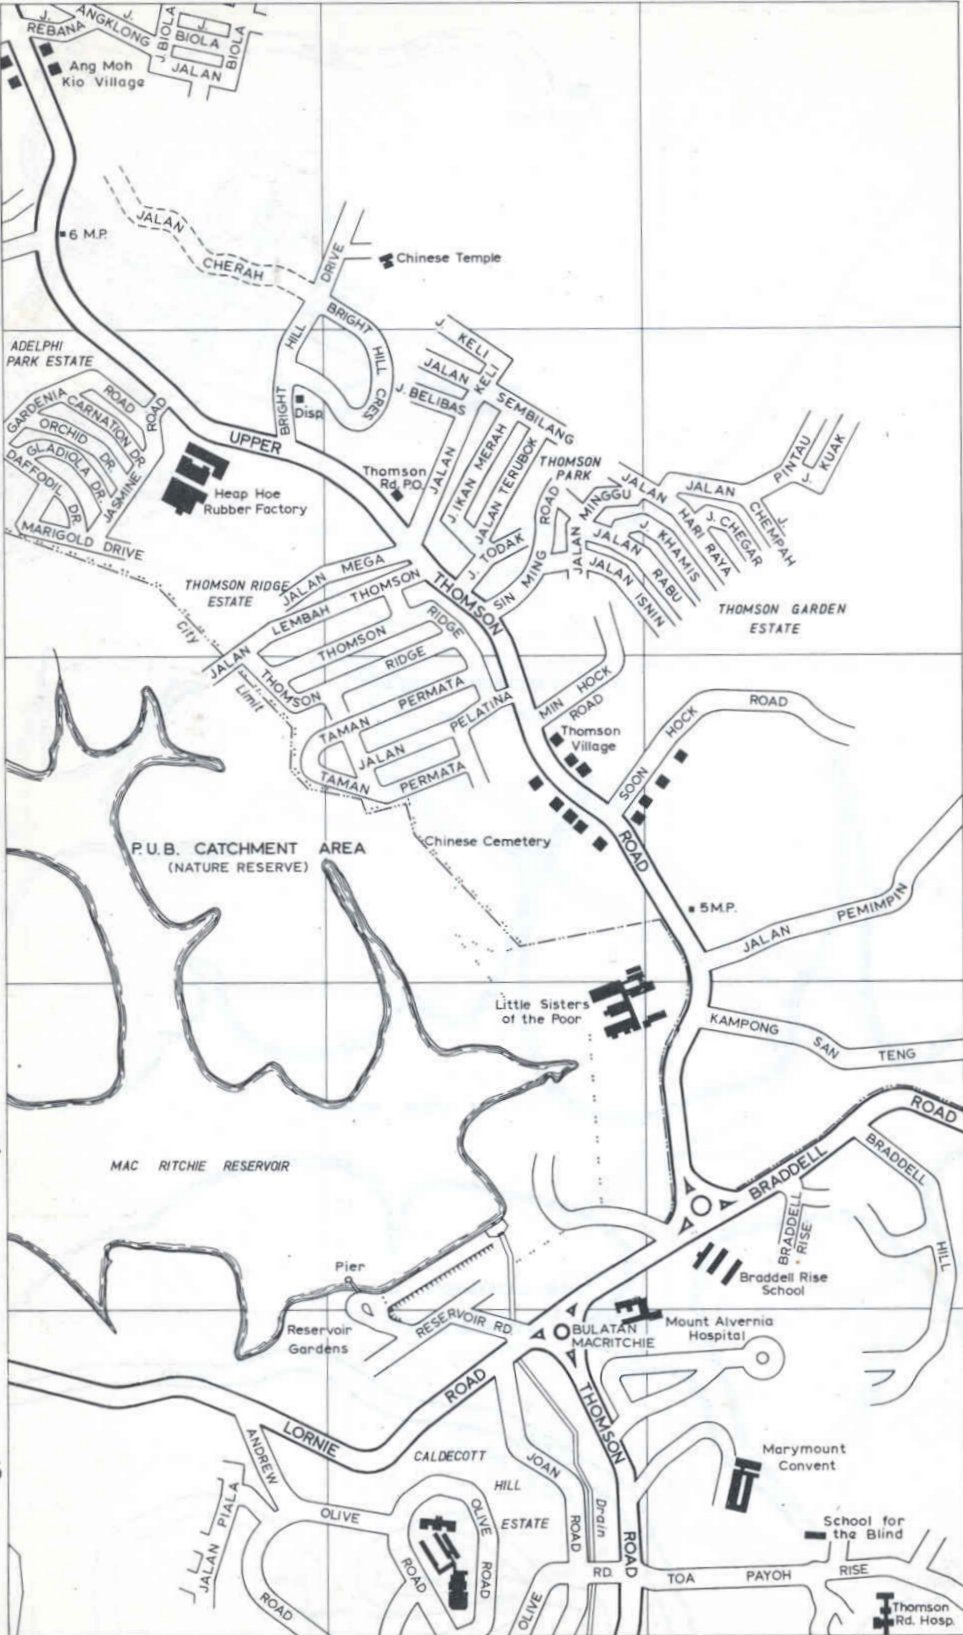 J. REBANA
J. ANGKLONG
J. BIOLA
J. BIOLA
BIOLA
JALAN
Ang Moh
Kio Village
JALAN CHERAH
6 M.P.
Chinese Temple
BRIGHT HILL DRIVE
BRIGHT HILL CRES
ADELPHI
PARK ESTATE
GARDENIA ROAD
CARNATION DR.
ORCHID DR.
GLADIOLA DR.
DAFFODIL DR.
JASMINE ROAD
MARIGOLD DRIVE
Disp.
UPPER THOMSON ROAD
Heap Hoe
Rubber Factory
Thomson
Rd. P.O.
J. KELI
JALAN KELI
J. BELIBAS
SEMBILANG
JALAN
J. IKAN MERAH
JALAN TERUBOK
J. TODAK
THOMSON
PARK
SIN MING ROAD
JALAN MINGGU
JALAN HARI RAYA
JALAN
J. CHEMPAH
J. CHEGAR
PINTAU
J. KUAK
J. KHAMIS
JALAN RABU
JALAN ISNIN
THOMSON GARDEN
ESTATE
THOMSON RIDGE
ESTATE
City Limit
JALAN MEGA
JALAN LEMBAH THOMSON
THOMSON RIDGE
THOMSON RIDGE
TAMAN PERMATA
JALAN PELATINA
TAMAN PERMATA
MIN HOCK
ROAD
Thomson
Village
SOON HOCK ROAD
Chinese Cemetery
P.U.B. CATCHMENT AREA
(NATURE RESERVE)
5 M.P.
JALAN PEMIMPIN
Little Sisters
of the Poor
KAMPONG SAN TENG
MAC RITCHIE RESERVOIR
BRADDELL ROAD
BRADDELL HILL
BRADDELL
RISE
Braddell Rise
School
Pier
Reservoir
Gardens
RESERVOIR RD.
BULATAN
MACRITCHIE
Mount Alvernia
Hospital
LORNIE ROAD
THOMSON ROAD
CALDECOTT
HILL
ESTATE
ANDREW ROAD
JALAN PIALA
OLIVE ROAD
OLIVE ROAD
JOAN ROAD
Drain
OLIVE RD.
Marymount
Convent
School for
the Blind
TOA PAYOH RISE
Thomson
Rd. Hosp.